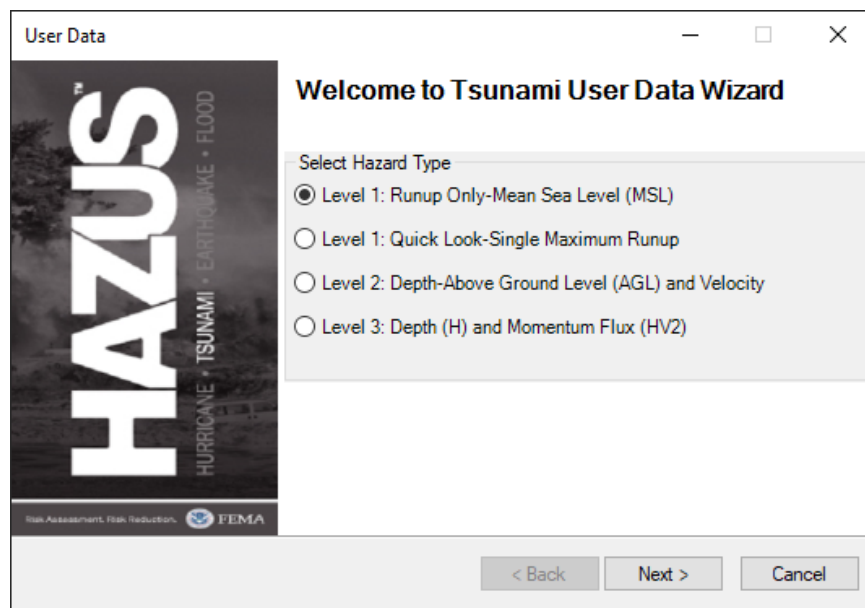 User Data
HAZUS™
HURRICANE • TSUNAMI • EARTHQUAKE • FLOOD
Risk Assessment. Risk Reduction.
FEMA
Welcome to Tsunami User Data Wizard
Select Hazard Type
Level 1: Runup Only-Mean Sea Level (MSL)
Level 1: Quick Look-Single Maximum Runup
Level 2: Depth-Above Ground Level (AGL) and Velocity
Level 3: Depth (H) and Momentum Flux (HV2)
< Back
Next >
Cancel